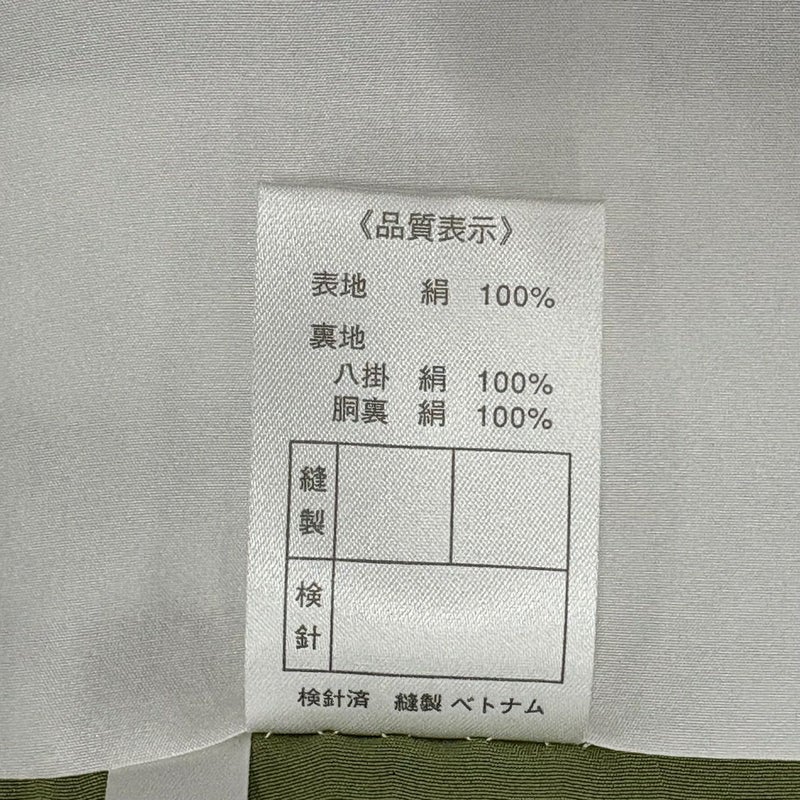 《品質表示》
表地 絹 100%
裏地
八掛 絹 100%
胴裏 絹 100%
縫製
検針
検針済 縫製 ベトナム